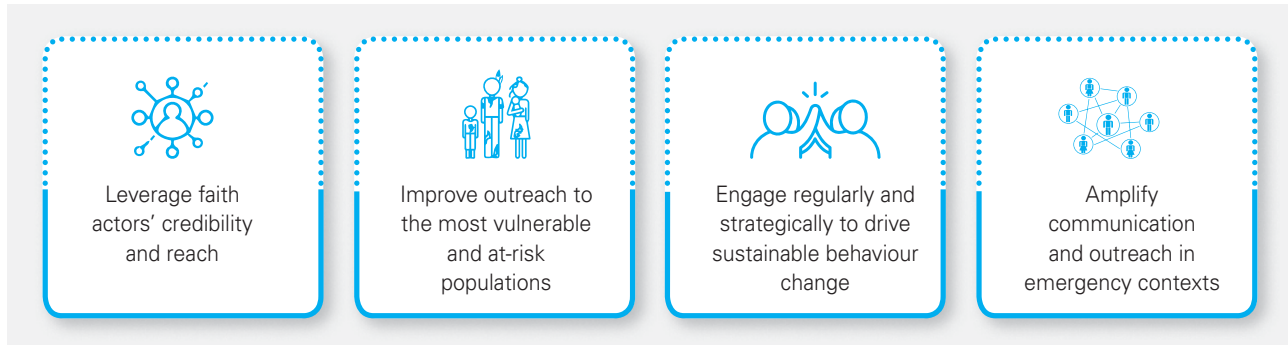 Leverage faith
actors’ credibility
and reach
Improve outreach to
the most vulnerable
and at-risk
populations
Engage regularly and
strategically to drive
sustainable behaviour
change
Amplify
communication
and outreach in
emergency contexts